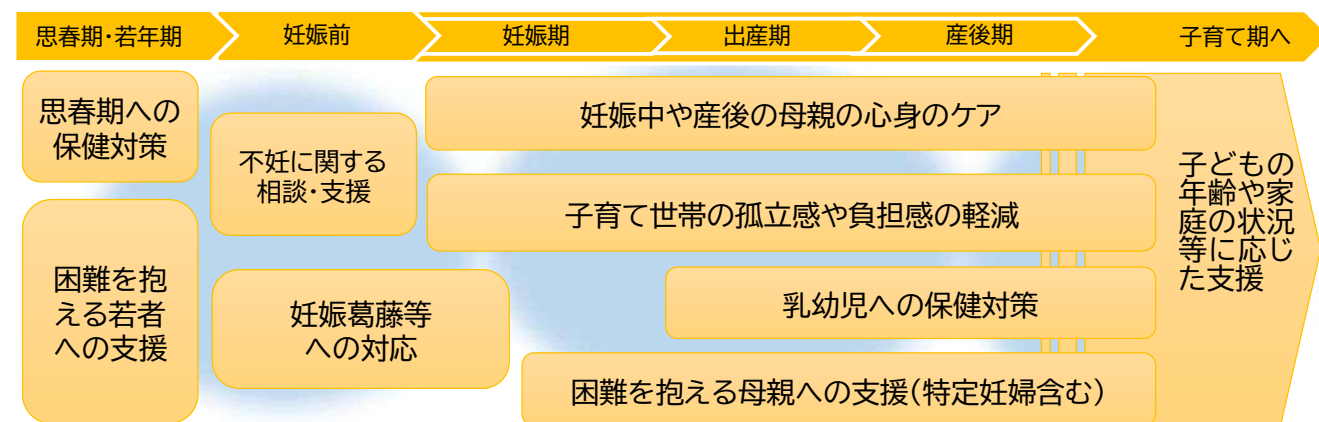 思春期・若年期
妊娠前
妊娠期
出産期
産後期
子育て期へ
思春期への
保健対策
困難を抱
える若者
への支援
不妊に関する
相談・支援
妊娠葛藤等
への対応
妊娠中や産後の母親の心身のケア
子育て世帯の孤立感や負担感の軽減
乳幼児への保健対策
困難を抱える母親への支援(特定妊婦含む)
子どもの
年齢や家
庭の状況
等に応じ
た支援